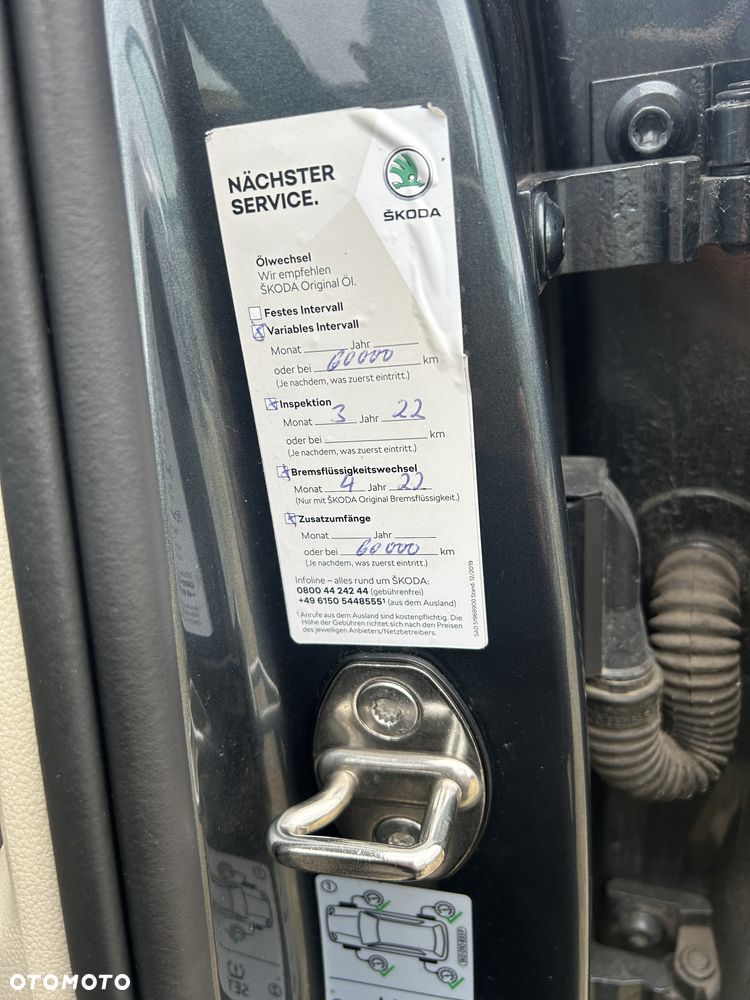 NÄCHSTER
SERVICE.
ŠKODA
Ölwechsel
Wir empfehlen
ŠKODA Original Öl.
Festes Intervall
Variables Intervall
Monat Jahr
oder bei 60000 km
(Je nachdem, was zuerst eintritt.)
Inspektion
Monat 3 Jahr 22
oder bei km
(Je nachdem, was zuerst eintritt.)
Bremsflüssigkeitswechsel
Monat 4 Jahr 22
(Nur mit ŠKODA Original Bremsflüssigkeit.)
Zusatzumfänge
Monat Jahr
oder bei 60000 km
(Je nachdem, was zuerst eintritt.)
Infoline – alles rund um ŠKODA:
0800 44 242 44 (gebührenfrei)
+49 6150 5448555¹ (aus dem Ausland)
¹ Anrufe aus dem Ausland sind kostenpflichtig. Die
Höhe der Gebühren richtet sich nach den Preisen
des jeweiligen Anbieters/Netzbetreibers.
OTOMOTO